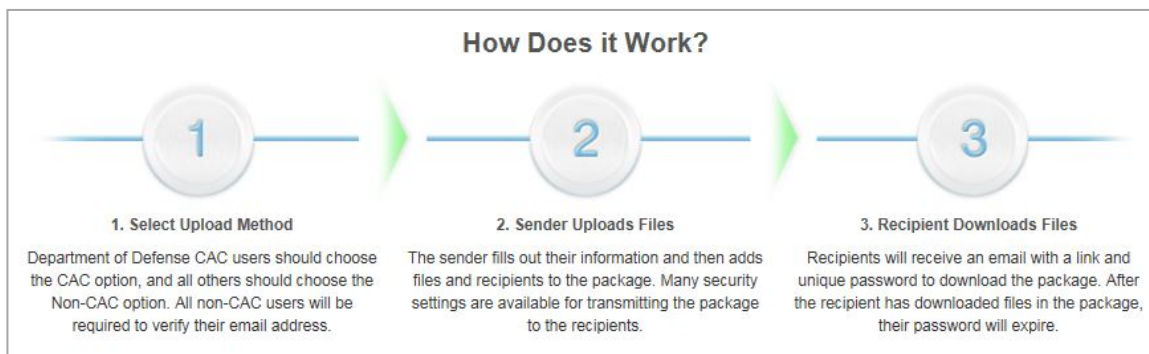 How Does it Work?
1
2
3
1. Select Upload Method
Department of Defense CAC users should choose
the CAC option, and all others should choose the
Non-CAC option. All non-CAC users will be
required to verify their email address.
2. Sender Uploads Files
The sender fills out their information and then adds
files and recipients to the package. Many security
settings are available for transmitting the package
to the recipients.
3. Recipient Downloads Files
Recipients will receive an email with a link and
unique password to download the package. After
the recipient has downloaded files in the package,
their password will expire.